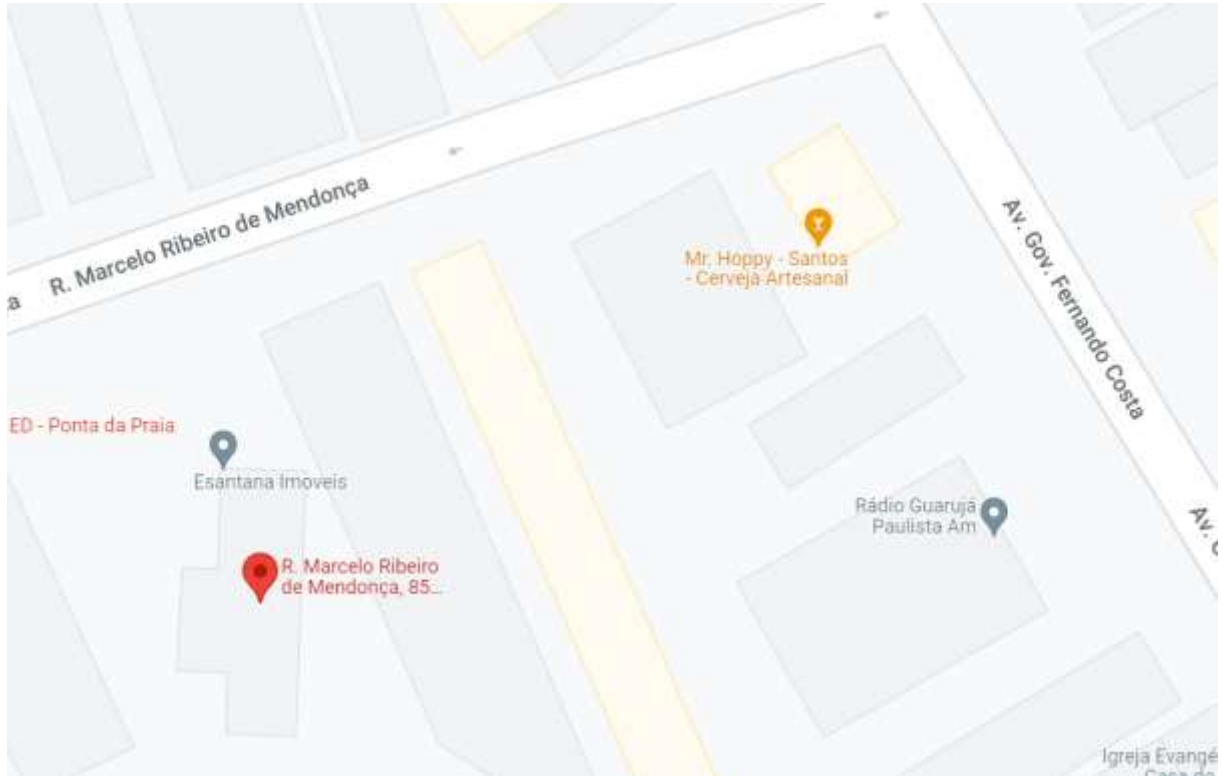 R. Marcelo Ribeiro de Mendonça
Mr. Hoppy - Santos
- Cerveja Artesanal
Av. Gov. Fernando Costa
ED - Ponta da Praia
Esantana Imoveis
Rádio Guarujá
Paulista Am
Av.
R. Marcelo Ribeiro
de Mendonça, 85...
Igreja Evangé